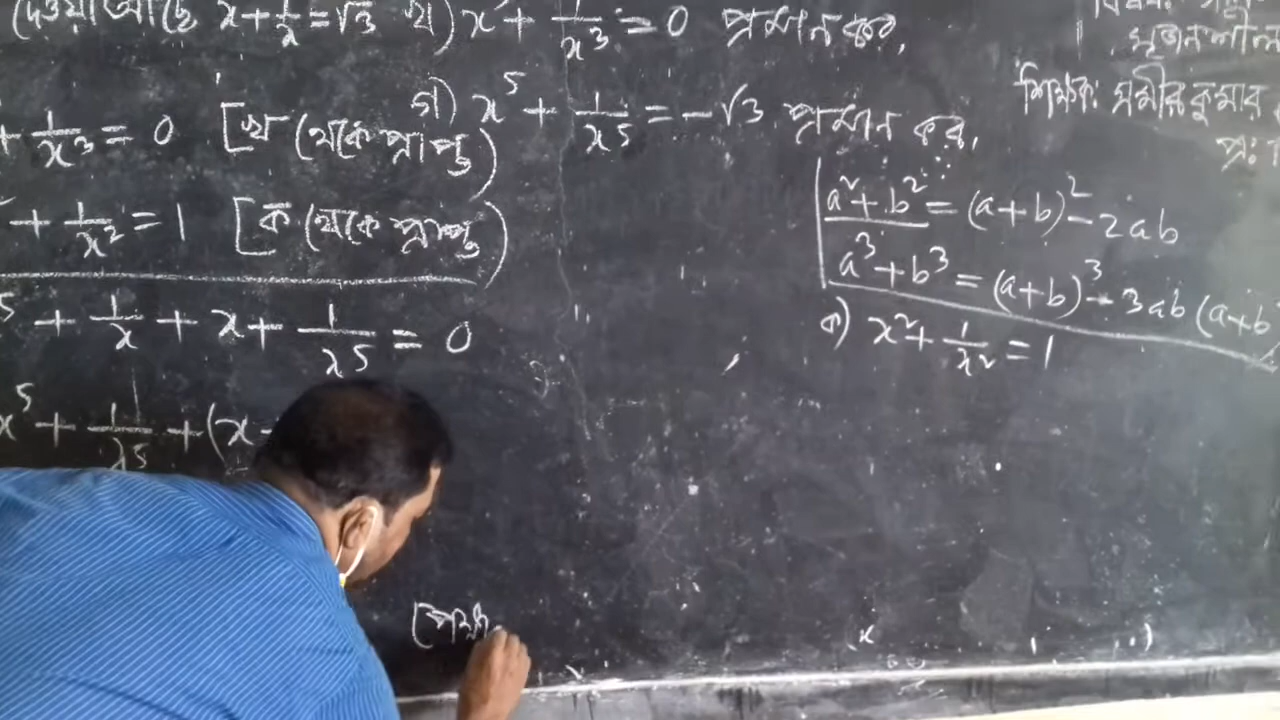 দেওয়া আছে x + 1/x = √3 খ) x³ + 1/x³ = 0 প্রমান কর,
গ) x⁵ + 1/x⁵ = -√3 প্রমান কর,
+ 1/x³ = 0 [খ থেকে প্রাপ্ত]
+ 1/x² = 1 [ক থেকে প্রাপ্ত]
⁵ + 1/x + x + 1/x⁵ = 0
x⁵ + 1/x⁵ + (x
শিক্ষক: সমীর কুমার
a² + b² = (a+b)² - 2ab
a³ + b³ = (a+b)³ - 3ab (a+b
ক) x² + 1/x² = 1